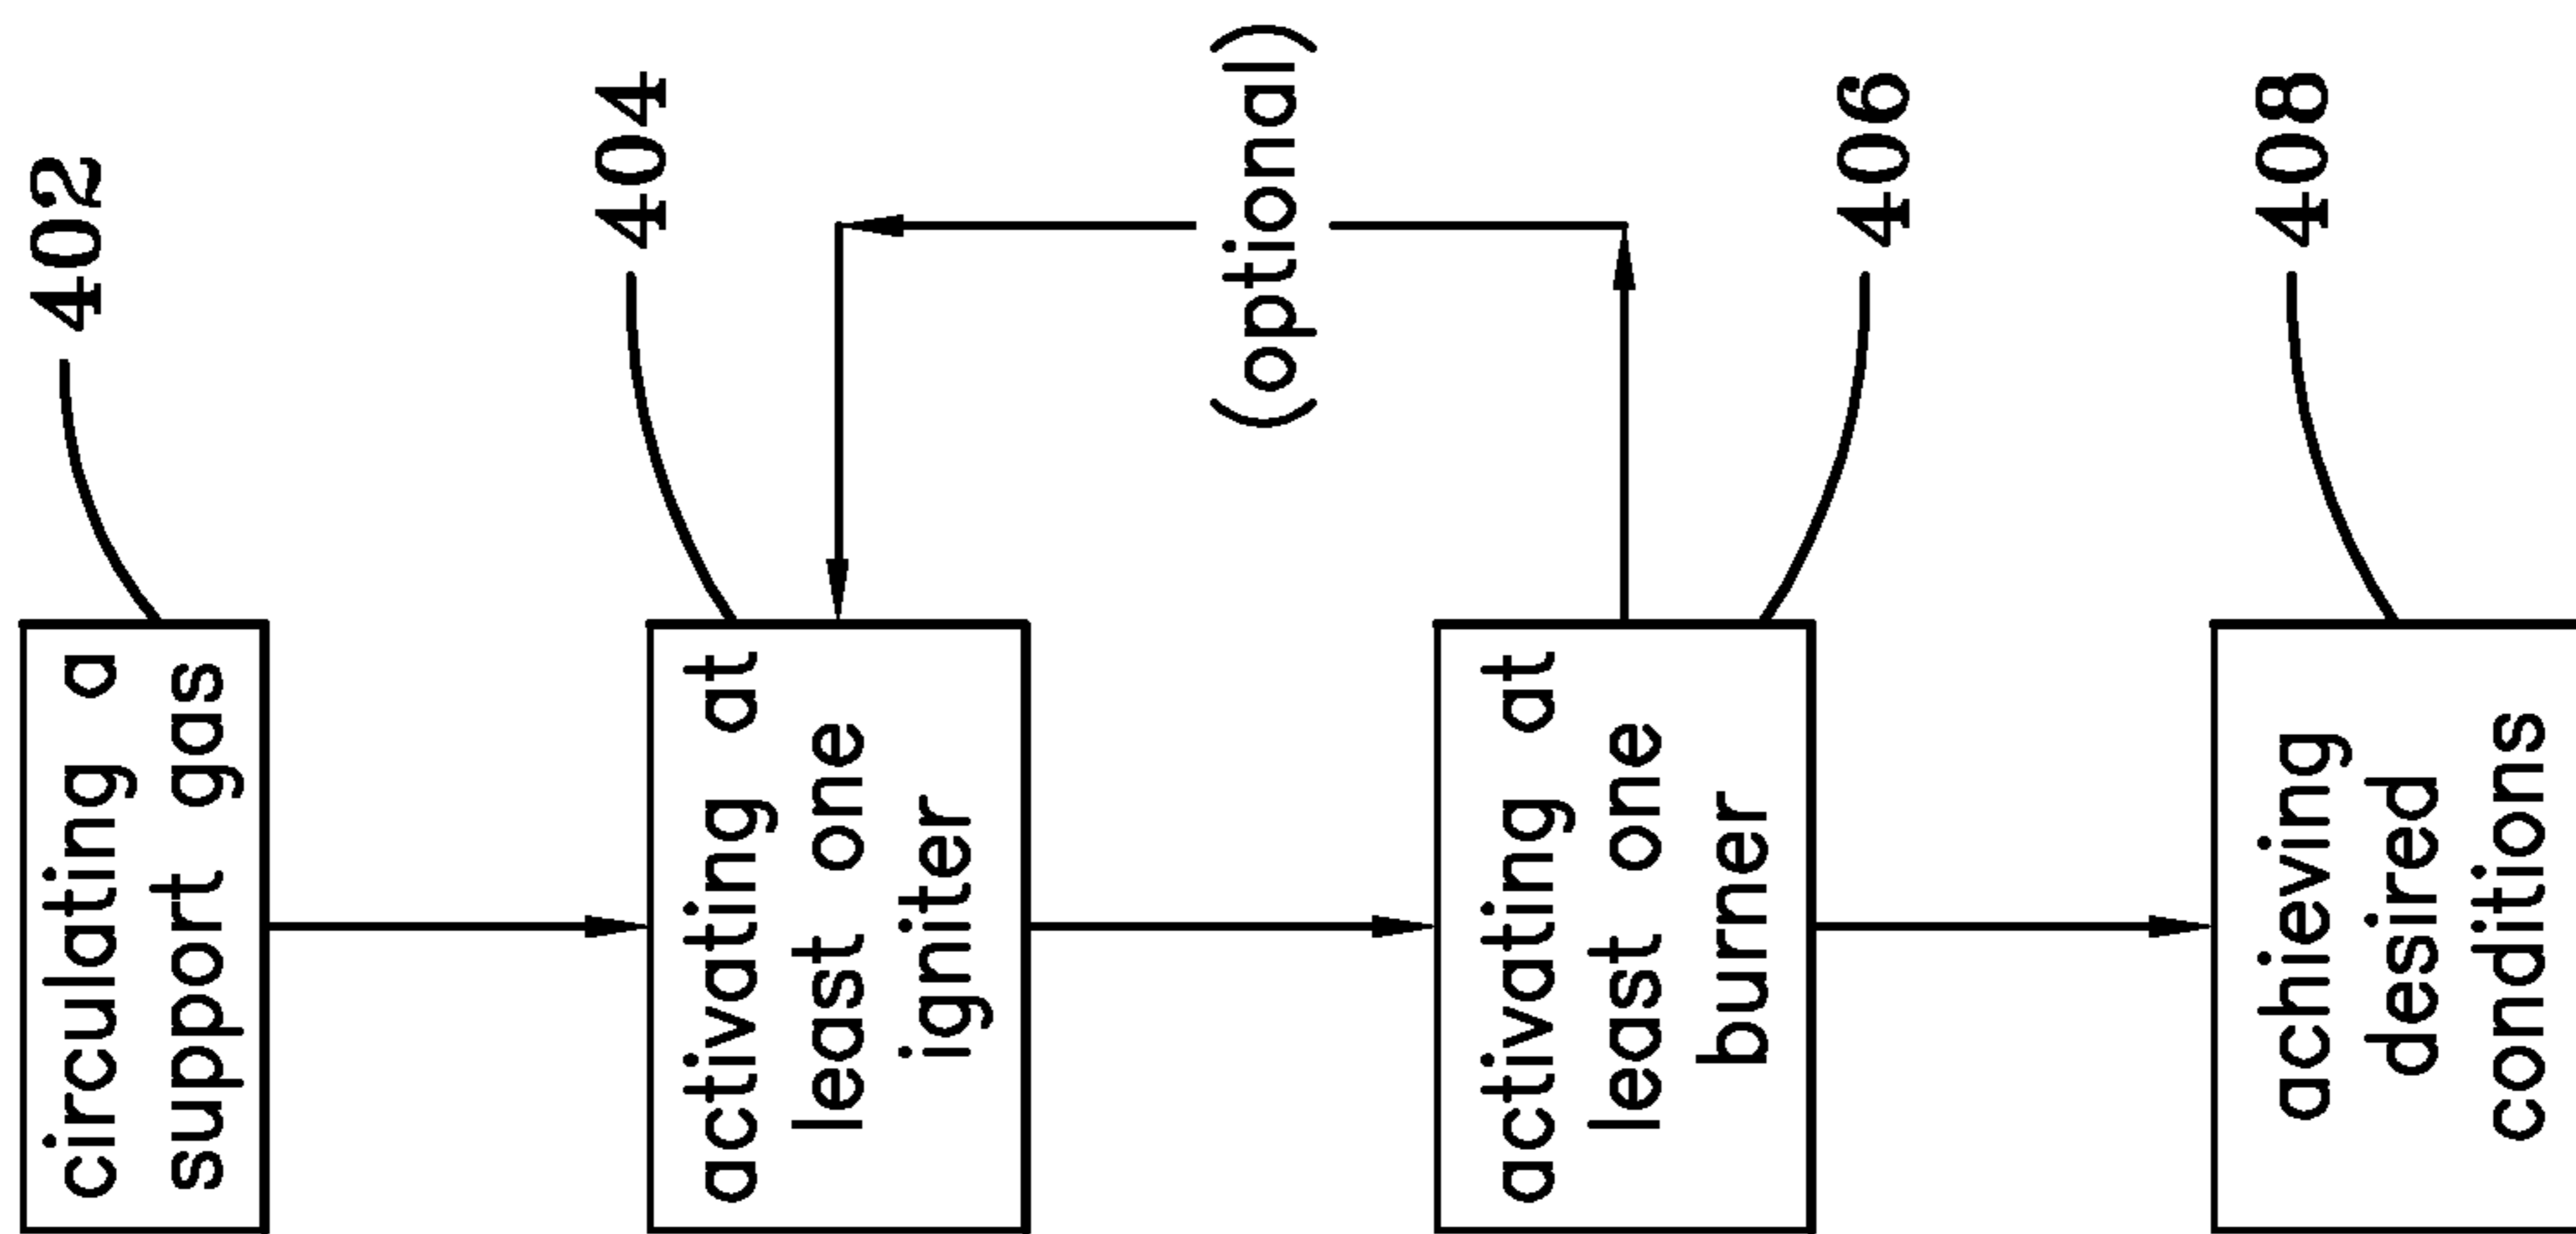 402
circulating a
support gas
404
activating at
least one
igniter
(optional)
406
activating at
least one
burner
408
achieving
desired
conditions